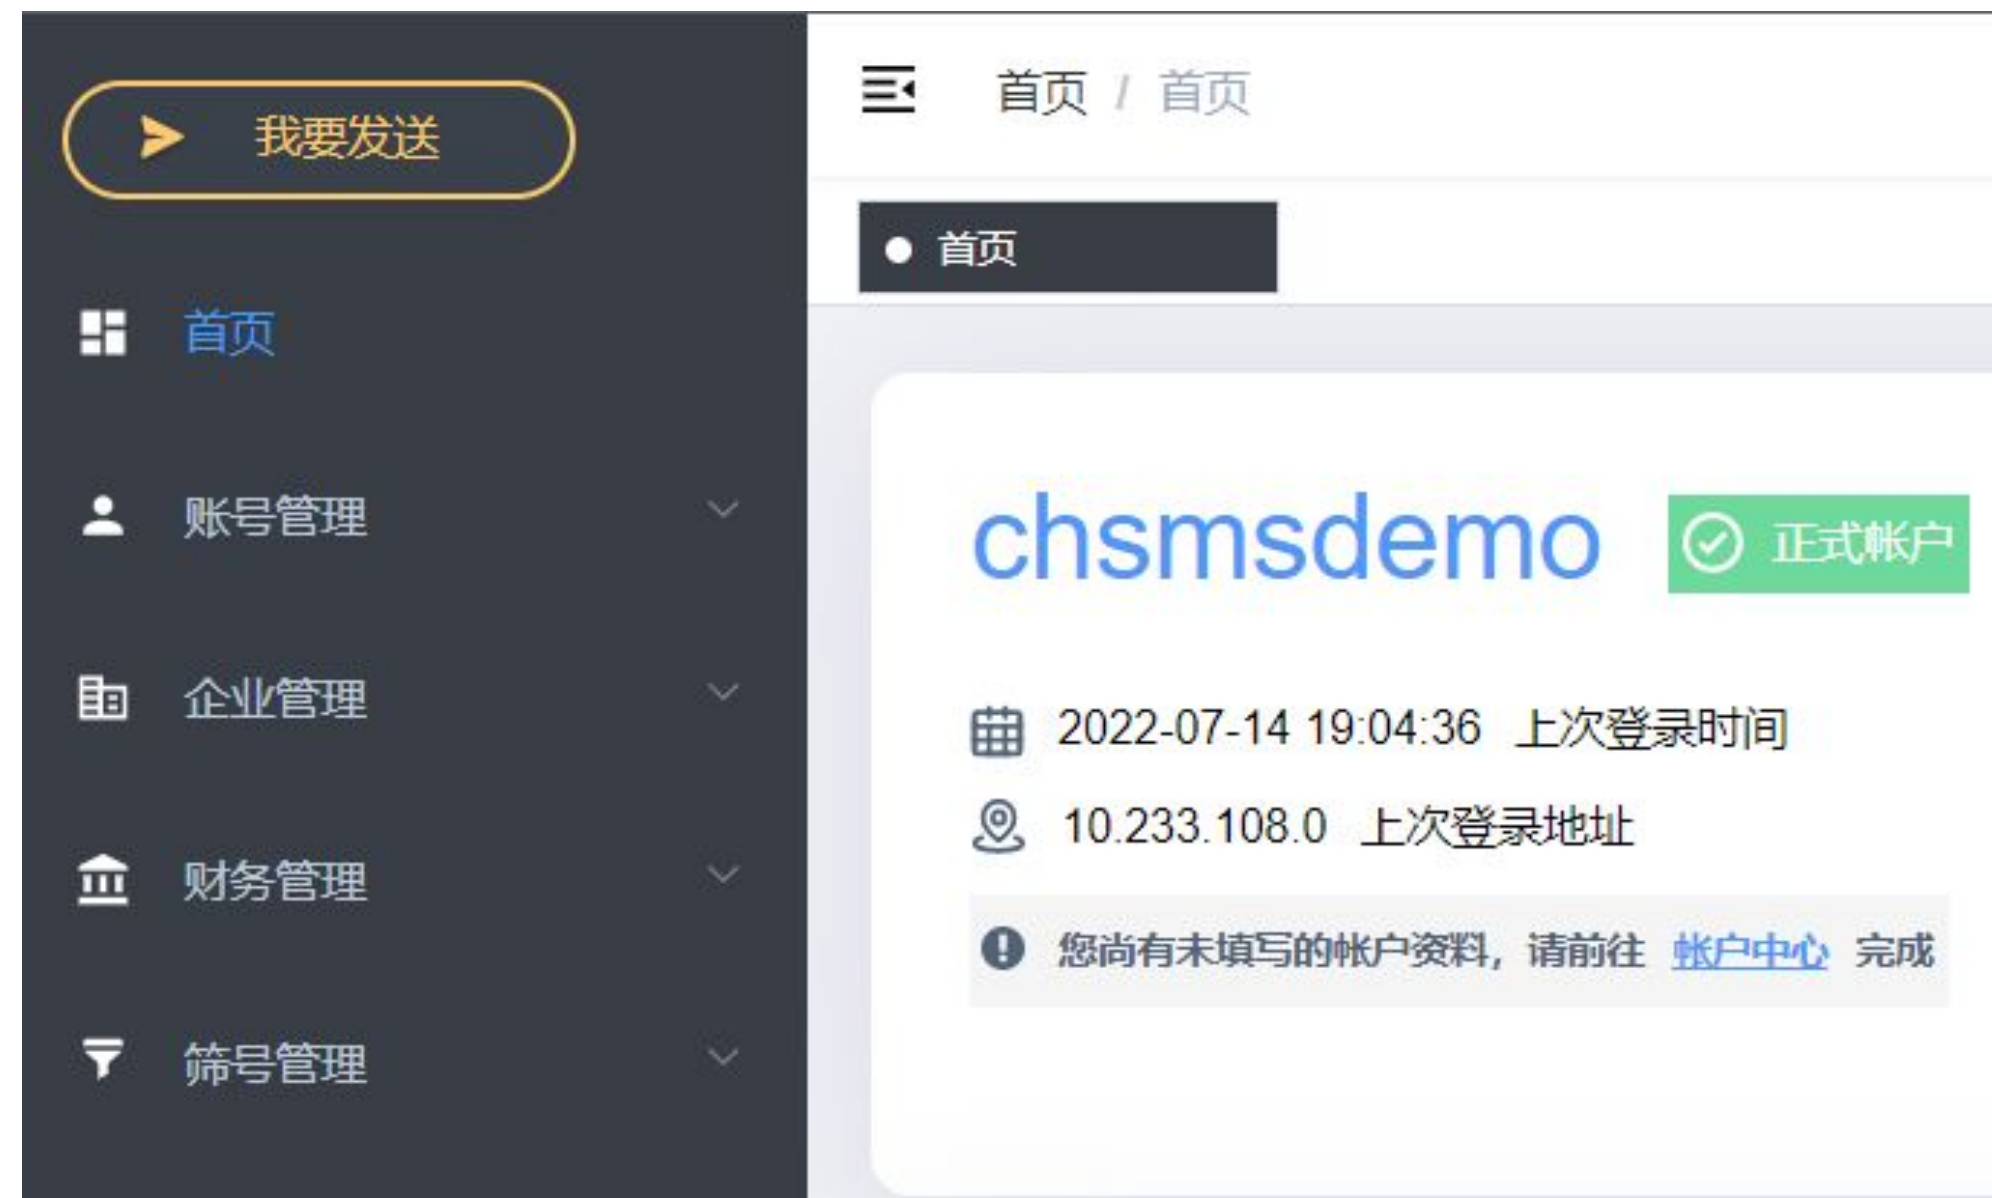 我要发送
首页
账号管理
企业管理
财务管理
筛号管理
首页 / 首页
首页
chsmsdemo 正式帐户
2022-07-14 19:04:36 上次登录时间
10.233.108.0 上次登录地址
您尚有未填写的帐户资料，请前往 帐户中心 完成